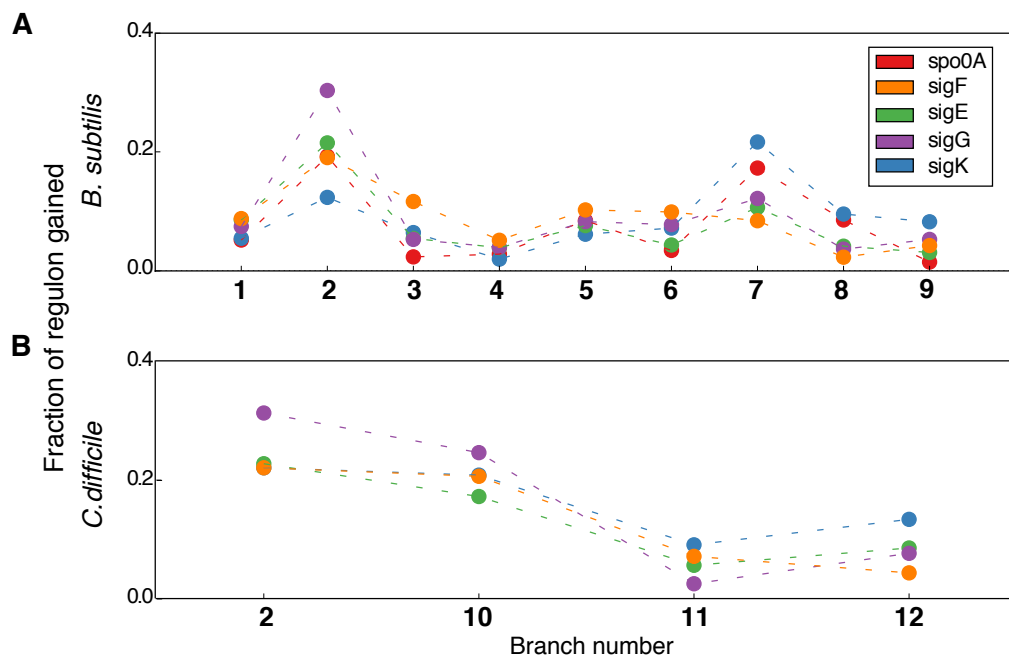 A
Fraction of regulon gained
B. subtilis
0.4
0.2
0.0
spo0A
sigF
sigE
sigG
sigK
1 2 3 4 5 6 7 8 9
B
C.difficile
0.4
0.2
0.0
2 10 11 12
Branch number